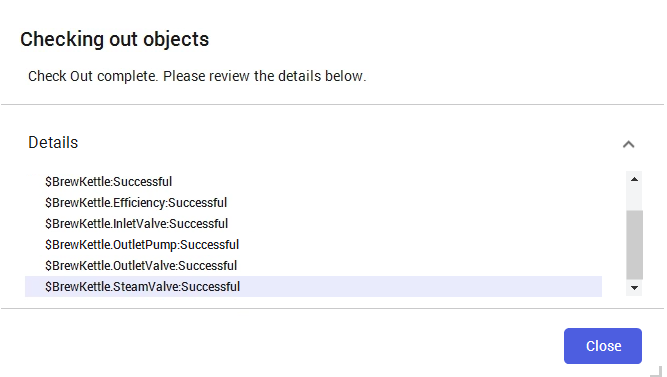 Checking out objects
Check Out complete. Please review the details below.
Details
$BrewKettle:Successful
$BrewKettle.Efficiency:Successful
$BrewKettle.InletValve:Successful
$BrewKettle.OutletPump:Successful
$BrewKettle.OutletValve:Successful
$BrewKettle.SteamValve:Successful
Close